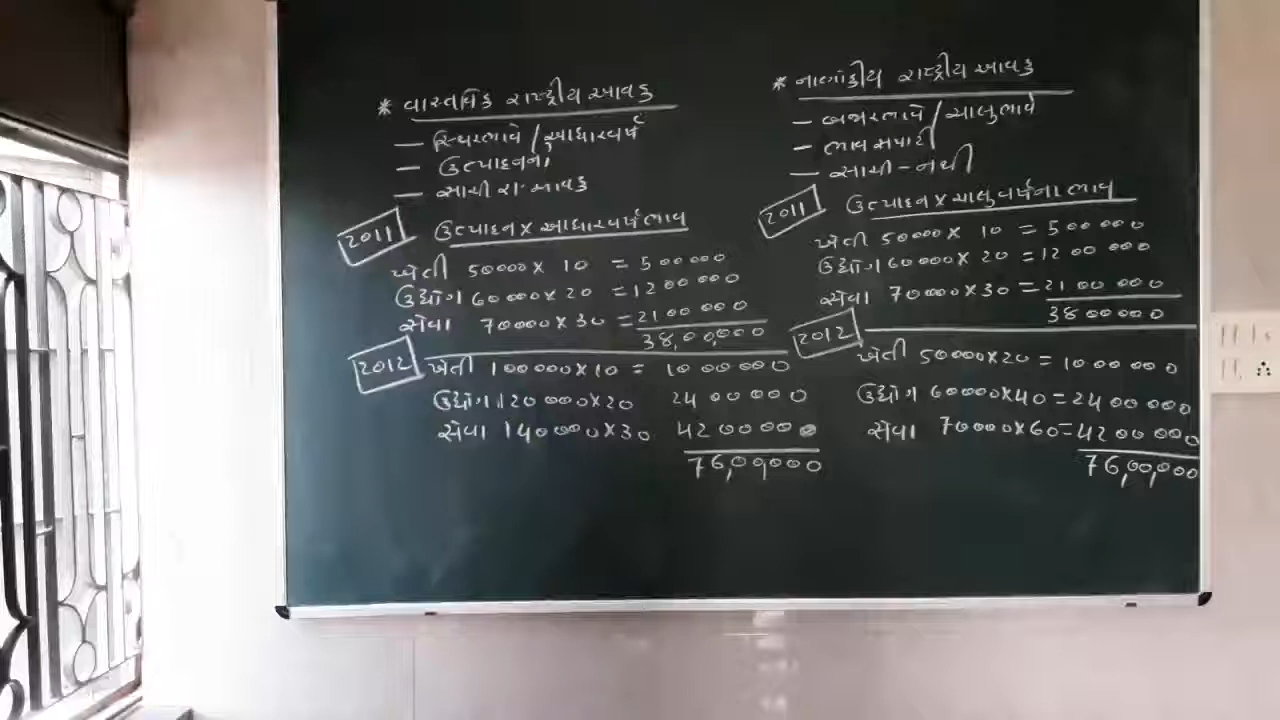 * વાસ્તવિક રાષ્ટ્રીય આવક
— સ્થિરભાવે / આધારવર્ષ
— ઉત્પાદનનો
— સાચી રા. આવક
2011 ઉત્પાદન x આધારવર્ષભાવ
ખેતી 50000 x 10 = 500000
ઉદ્યોગ 60000 x 20 = 1200000
સેવા 70000 x 30 = 2100000
38,00,000
2012 ખેતી 100000 x 10 = 1000000
ઉદ્યોગ 120000 x 20 2400000
સેવા 140000 x 30 4200000
76,00,000
* નાણાંકીય રાષ્ટ્રીય આવક
— બજારભાવે / ચાલુભાવે
— ભાવ સપાટી
— સાચી - નથી
2011 ઉત્પાદન x ચાલુવર્ષના ભાવ
ખેતી 50000 x 10 = 500000
ઉદ્યોગ 60000 x 20 = 1200000
સેવા 70000 x 30 = 2100000
3800000
2012 ખેતી 50000 x 20 = 1000000
ઉદ્યોગ 60000 x 40 = 2400000
સેવા 70000 x 60 = 4200000
76,00,000